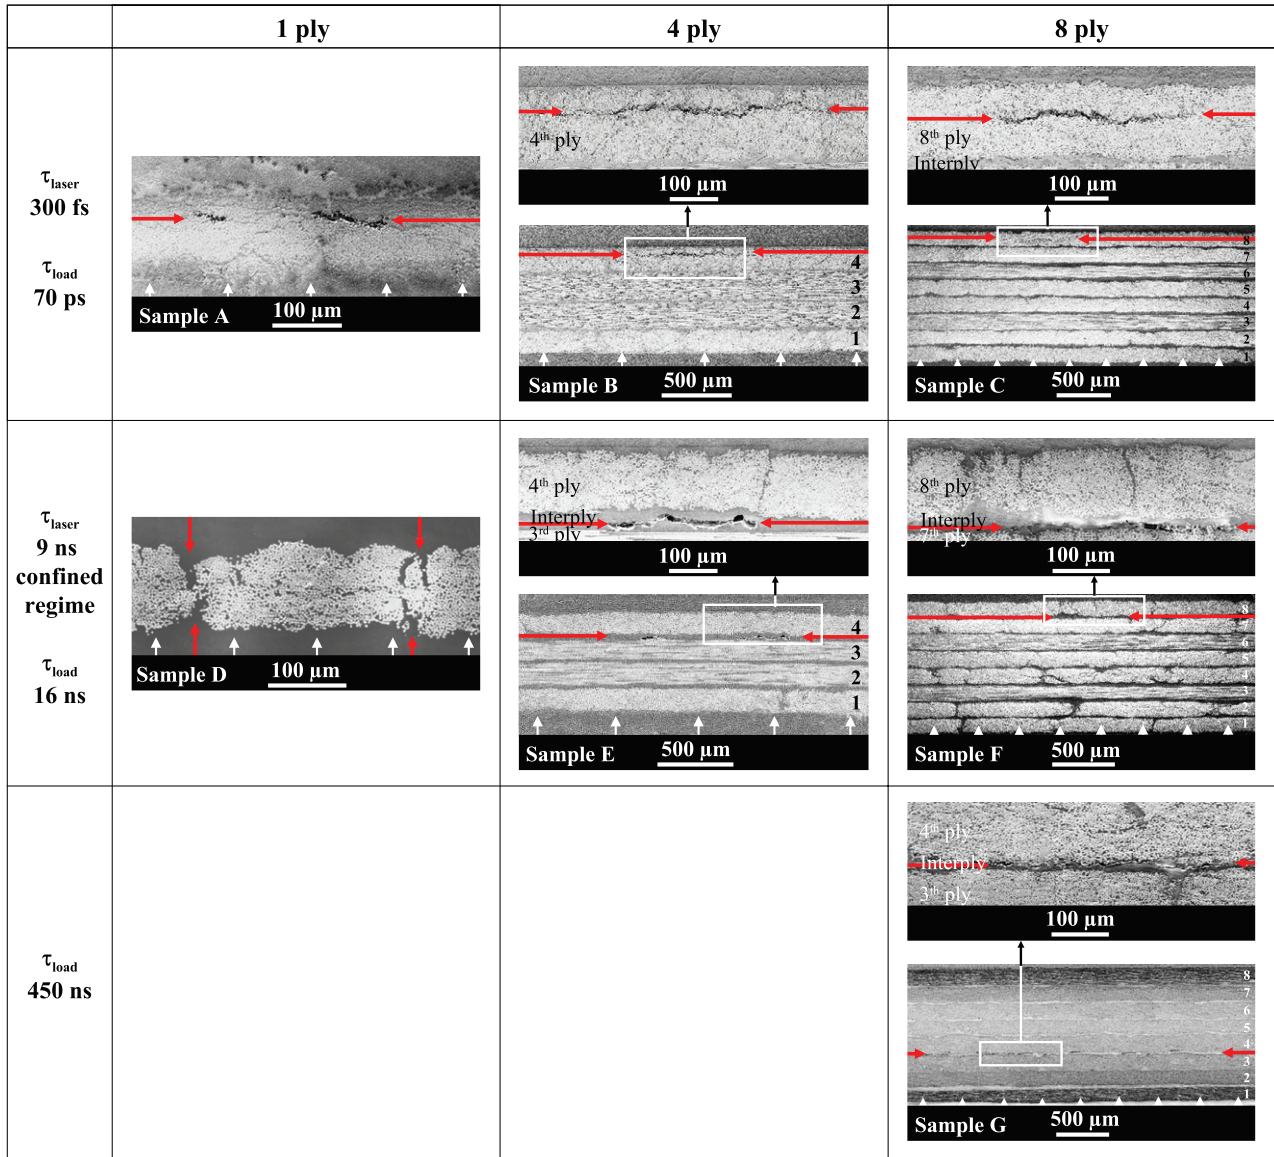 1 ply
4 ply
8 ply
τlaser
300 fs
τload
70 ps
Sample A
100 µm
4th ply
100 µm
4
3
2
1
Sample B
500 µm
8th ply
Interply
100 µm
8
7
6
5
4
3
2
1
Sample C
500 µm
τlaser
9 ns
confined
regime
τload
16 ns
Sample D
100 µm
4th ply
Interply
3rd ply
100 µm
4
3
2
1
Sample E
500 µm
8th ply
Interply
7th ply
100 µm
8
6
3
1
Sample F
500 µm
τload
450 ns
4th ply
Interply
3th ply
100 µm
8
7
6
5
4
3
2
1
Sample G
500 µm